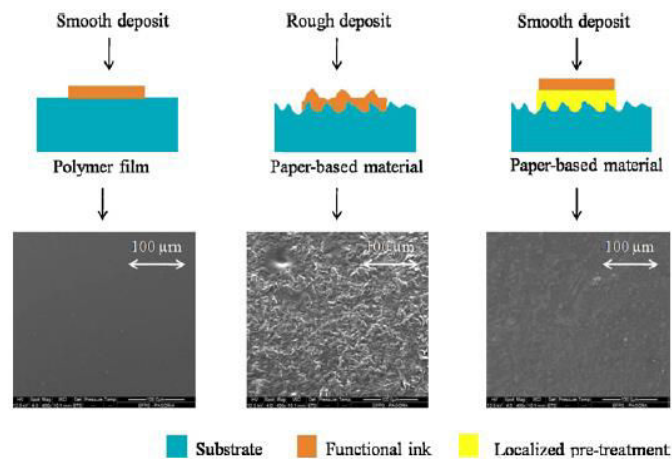 Smooth deposit
Rough deposit
Smooth deposit
Polymer film
Paper-based material
Paper-based material
100 µm
100 µm
100 µm
Substrate
Functional ink
Localized pre-treatment